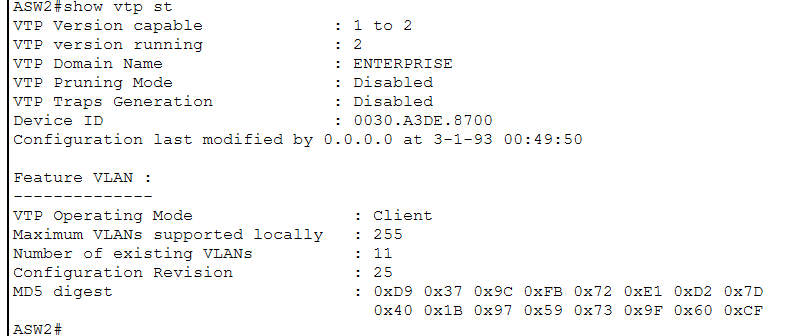 ASW2#show vtp st
VTP Version capable : 1 to 2
VTP version running : 2
VTP Domain Name : ENTERPRISE
VTP Pruning Mode : Disabled
VTP Traps Generation : Disabled
Device ID : 0030.A3DE.8700
Configuration last modified by 0.0.0.0 at 3-1-93 00:49:50
Feature VLAN :
--------------
VTP Operating Mode : Client
Maximum VLANs supported locally : 255
Number of existing VLANs : 11
Configuration Revision : 25
MD5 digest : 0xD9 0x37 0x9C 0xFB 0x72 0xE1 0xD2 0x7D
0x40 0x1B 0x97 0x59 0x73 0x9F 0x60 0xCF
ASW2#